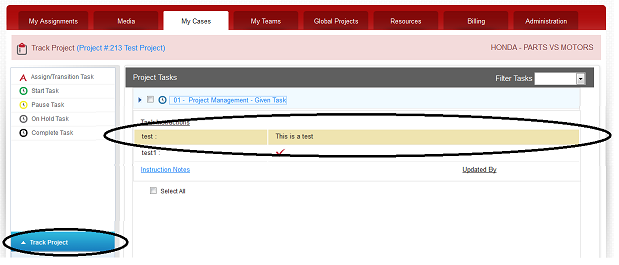 My Assignments Media My Cases My Teams Global Projects Resources Billing Administration
Track Project (Project #:213 Test Project) HONDA - PARTS VS MOTORS
Assign/Transition Task
Start Task
Pause Task
On Hold Task
Complete Task
Track Project
Project Tasks Filter Tasks
01 - Project Management - Given Task
Task Instructions
test : This is a test
test1 :
Instruction Notes Updated By
Select All